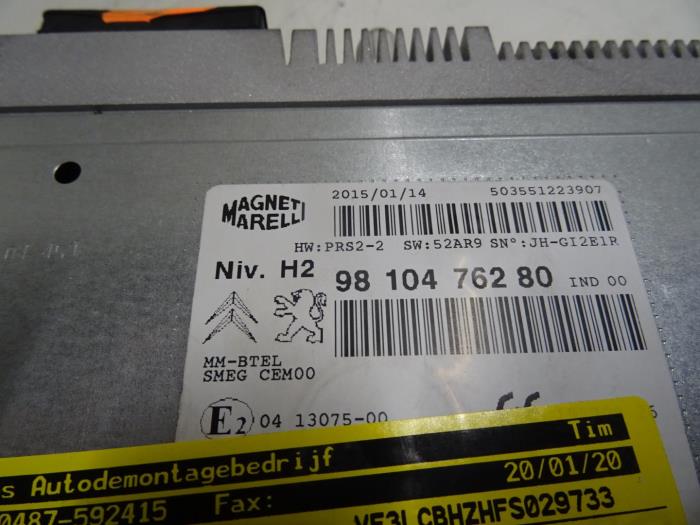 MAGNETI
MARELLI
2015/01/14 503551223907
HW:PRS2-2 SW:52AR9 SN°:JH-GI2E1R
Niv. H2 98 104 762 80 IND 00
MM-BTEL
SMEG CEM00
E2 04 13075-00
s Autodemontagebedrijf Tim
0487-592415 Fax: 20/01/20
VF3LCBHZHFS029733